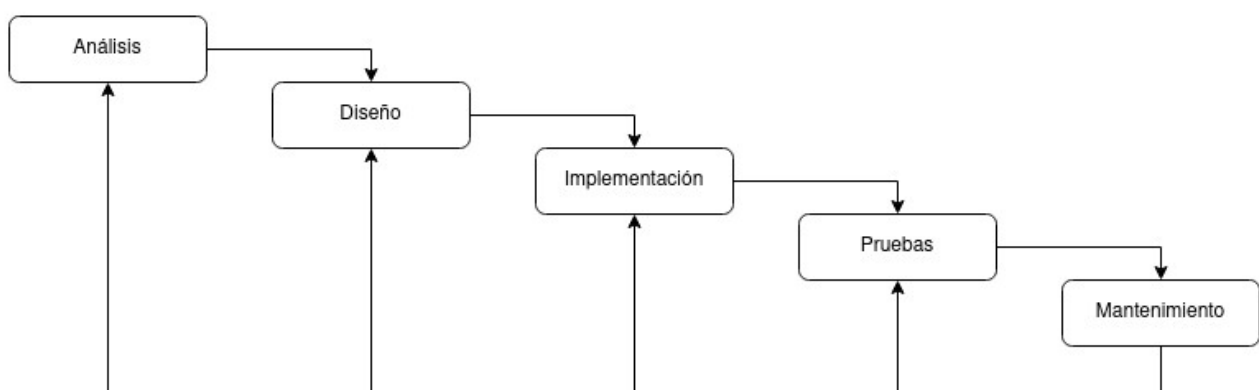 Análisis
Diseño
Implementación
Pruebas
Mantenimiento